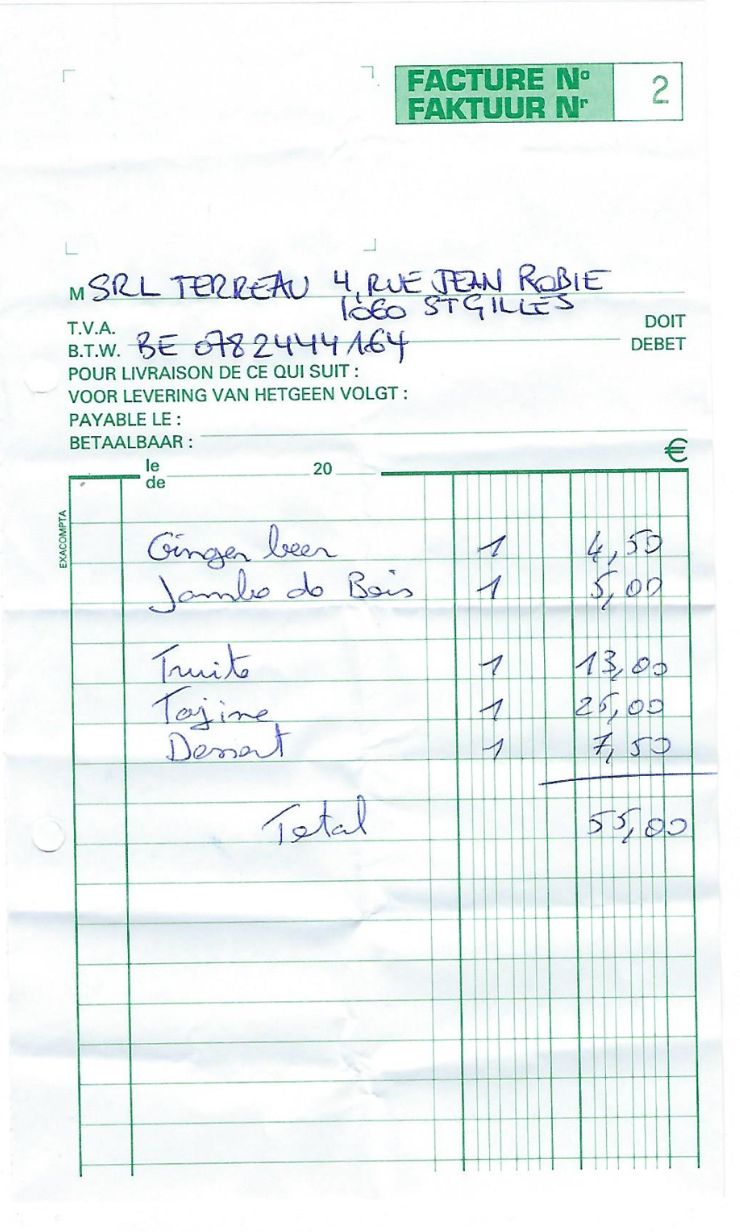 FACTURE Nº 2
FAKTUUR Nr
M SRL TERREAU 4, RUE JEAN ROBIE
1060 ST GILLES
T.V.A. DOIT
B.T.W. BE 0782444164 DEBET
POUR LIVRAISON DE CE QUI SUIT :
VOOR LEVERING VAN HETGEEN VOLGT :
PAYABLE LE :
BETAALBAAR :
€
le 20
de
EXACOMPTA
Ginger beer 1 4,50
Jambe de Bois 1 5,00
Truite 1 13,00
Tajine 1 25,00
Dessert 1 7,50
Total 55,00